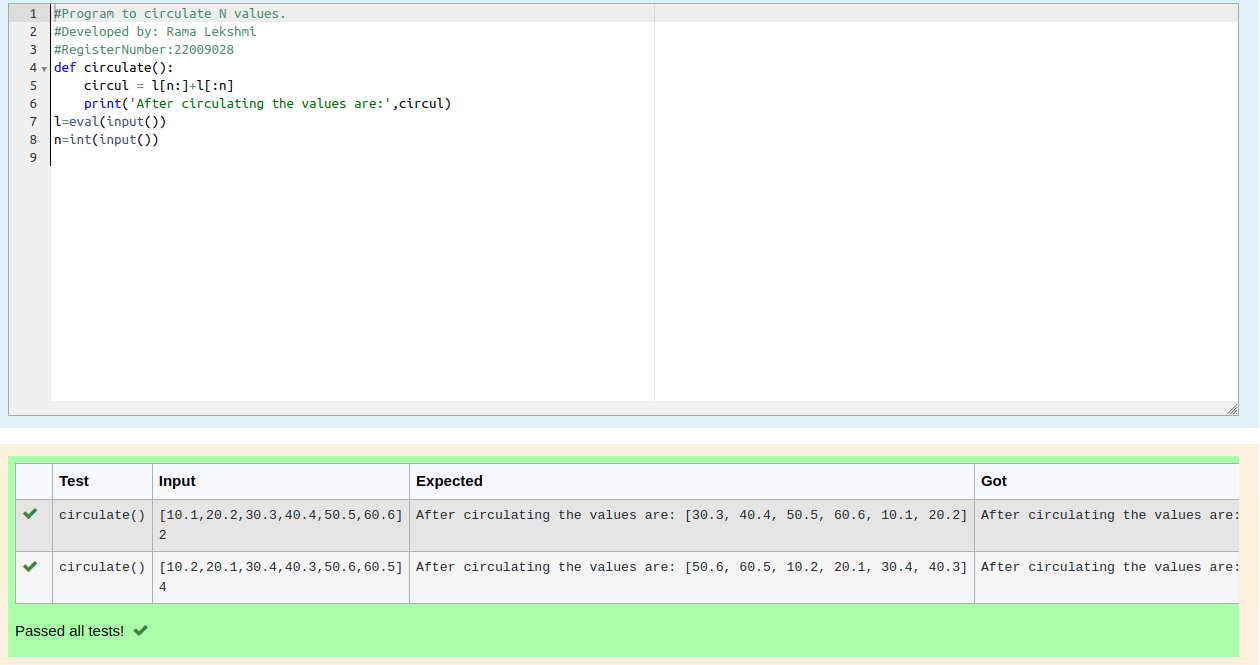 1 #Program to circulate N values.
2 #Developed by: Rama Lekshmi
3 #RegisterNumber:22009028
4 def circulate():
5     circul = l[n:]+l[:n]
6     print('After circulating the values are:',circul)
7 l=eval(input())
8 n=int(input())
9
Test Input Expected Got
circulate() [10.1,20.2,30.3,40.4,50.5,60.6] After circulating the values are: [30.3, 40.4, 50.5, 60.6, 10.1, 20.2] After circulating the values are:
2
circulate() [10.2,20.1,30.4,40.3,50.6,60.5] After circulating the values are: [50.6, 60.5, 10.2, 20.1, 30.4, 40.3] After circulating the values are:
4
Passed all tests!